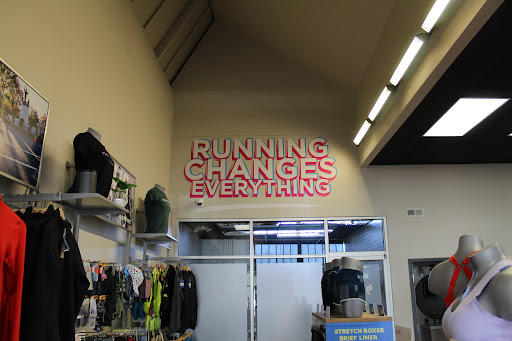 RUNNING
CHANGES
EVERYTHING
STRETCH BOXER
BRIEF LINER